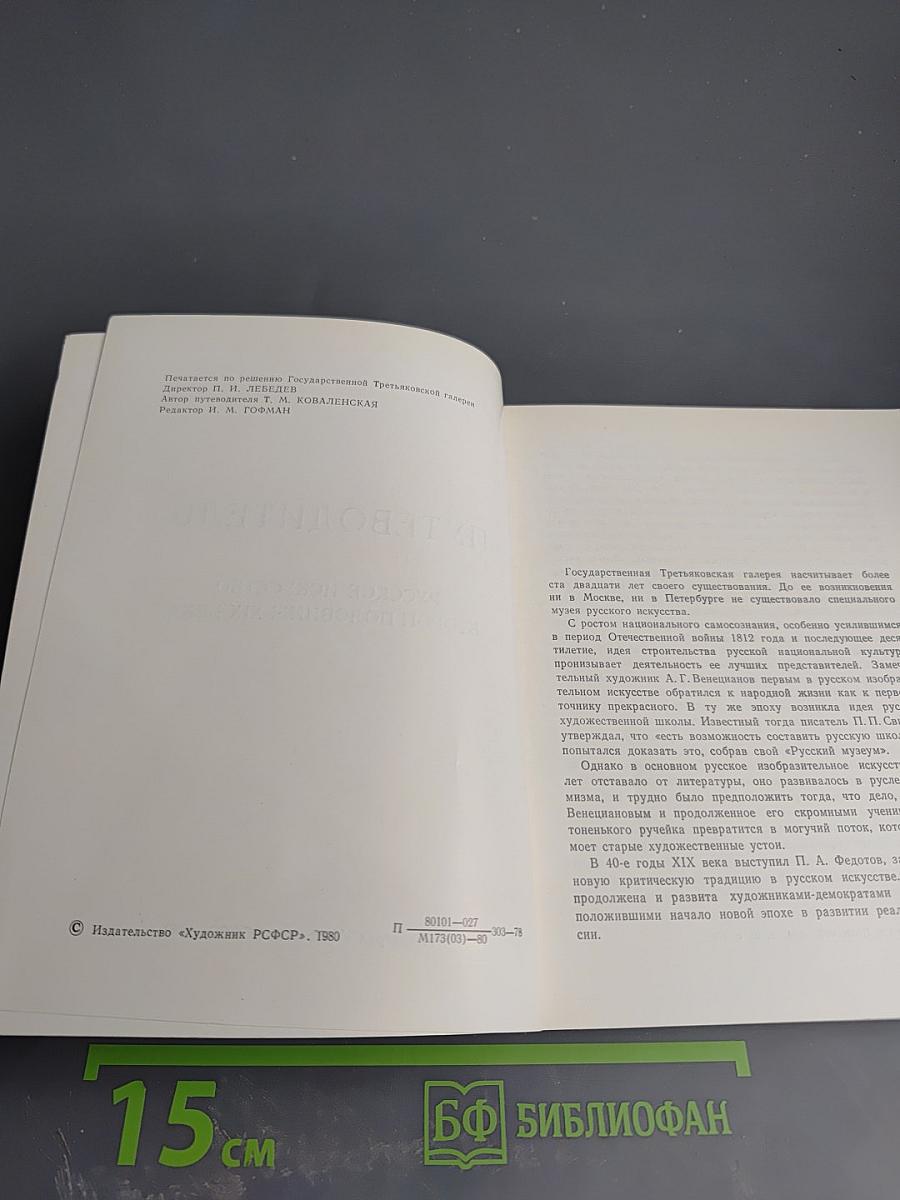 Печатается по решению Государственной Третьяковской галереи
Директор П. И. ЛЕБЕДЕВ
Автор путеводителя Т. М. КОВАЛЕНСКАЯ
Редактор И. М. ГОФМАН
© Издательство «Художник РСФСР». 1980
П 80101—027
М173(03)—80 303—78
Государственная Третьяковская галерея насчитывает более
ста двадцати лет своего существования. До ее возникновения
ни в Москве, ни в Петербурге не существовало специального
музея русского искусства.
С ростом национального самосознания, особенно усилившимся
в период Отечественной войны 1812 года и последующее деся
тилетие, идея строительства русской национальной культур
пронизывает деятельность ее лучших представителей. Замеч
тельный художник А. Г. Венецианов первым в русском изобра
тельном искусстве обратился к народной жизни как к перво
точнику прекрасного. В ту же эпоху возникла идея рус
художественной школы. Известный тогда писатель П. П. Сви
утверждал, что «есть возможность составить русскую шко
попытался доказать это, собрав свой «Русский музеум».
Однако в основном русское изобразительное искусст
лет отставало от литературы, оно развивалось в русле
мизма, и трудно было предположить тогда, что дело,
Венециановым и продолженное его скромными учени
тоненького ручейка превратится в могучий поток, кото
моет старые художественные устои.
В 40-е годы XIX века выступил П. А. Федотов, за
новую критическую традицию в русском искусстве.
продолжена и развита художниками-демократами
положившими начало новой эпохе в развитии реал
сии.
15 см
БФ БИБЛИОФАН